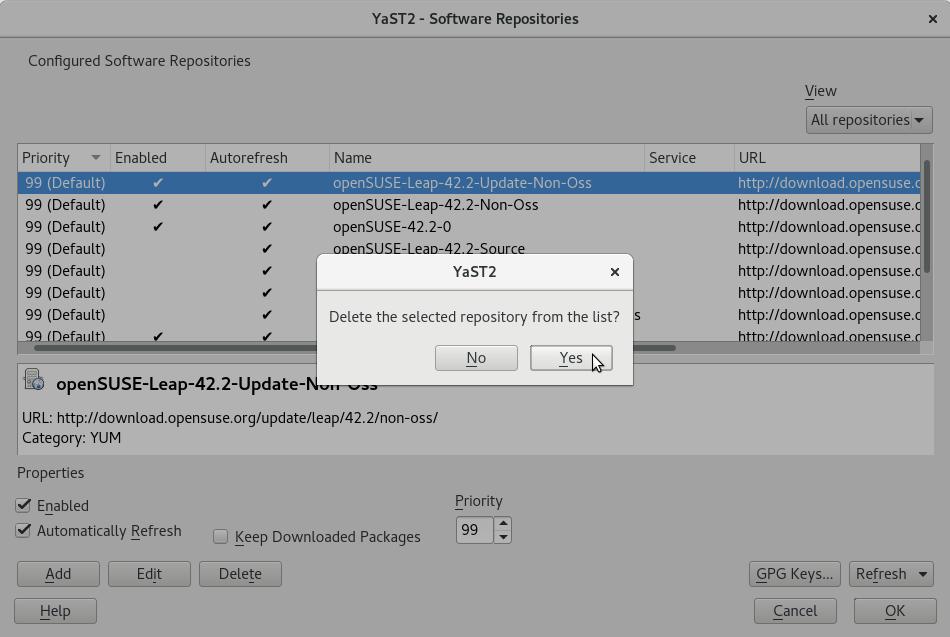 YaST2 - Software Repositories
Configured Software Repositories
View
All repositories
Priority Enabled Autorefresh Name Service URL
99 (Default) ✔ ✔ openSUSE-Leap-42.2-Update-Non-Oss http://download.opensuse.o
99 (Default) ✔ ✔ openSUSE-Leap-42.2-Non-Oss http://download.opensuse.o
99 (Default) ✔ ✔ openSUSE-42.2-0 http://download.opensuse.o
99 (Default) ✔ openSUSE-Leap-42.2-Source http://download.opensuse.o
99 (Default) ✔ http://download.opensuse.o
99 (Default) ✔ http://download.opensuse.o
99 (Default) ✔ s http://download.opensuse.o
99 (Default) ✔ ✔ http://download.opensuse.o
YaST2
Delete the selected repository from the list?
No Yes
openSUSE-Leap-42.2-Update-Non-Oss
URL: http://download.opensuse.org/update/leap/42.2/non-oss/
Category: YUM
Properties
Enabled
Automatically Refresh
Keep Downloaded Packages
Priority
99
Add Edit Delete GPG Keys... Refresh
Help Cancel OK